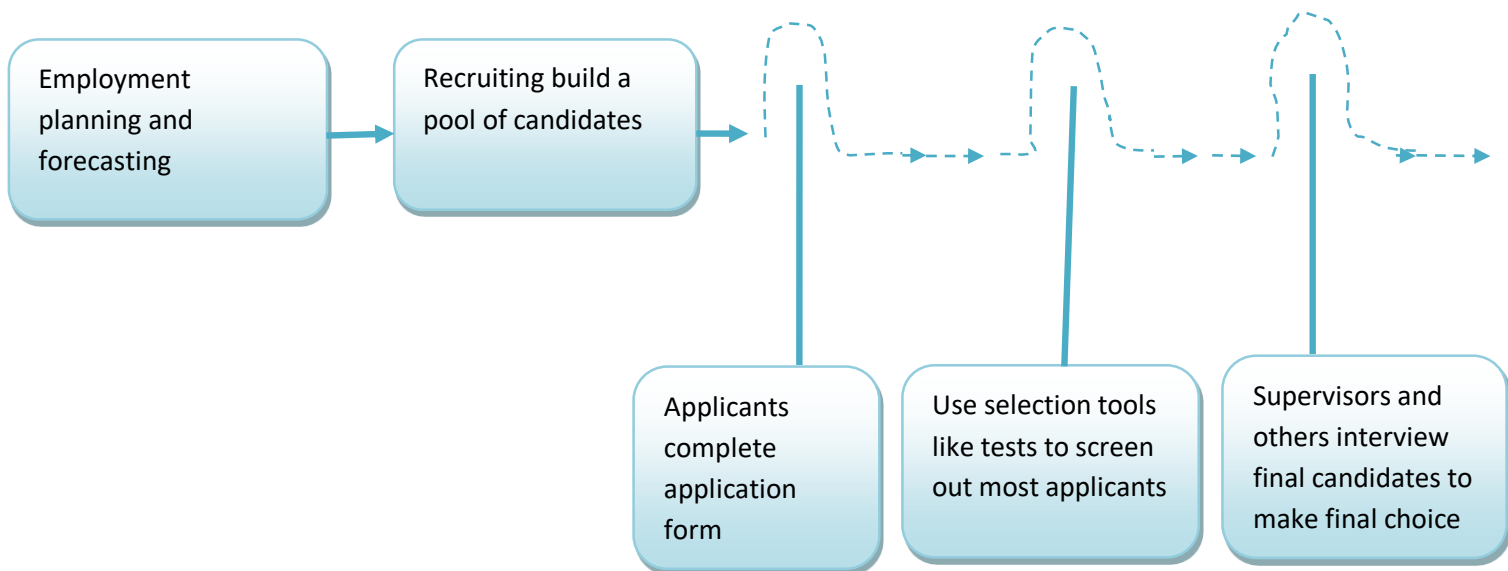 Employment
planning and
forecasting
Recruiting build a
pool of candidates
Applicants
complete
application
form
Use selection tools
like tests to screen
out most applicants
Supervisors and
others interview
final candidates to
make final choice